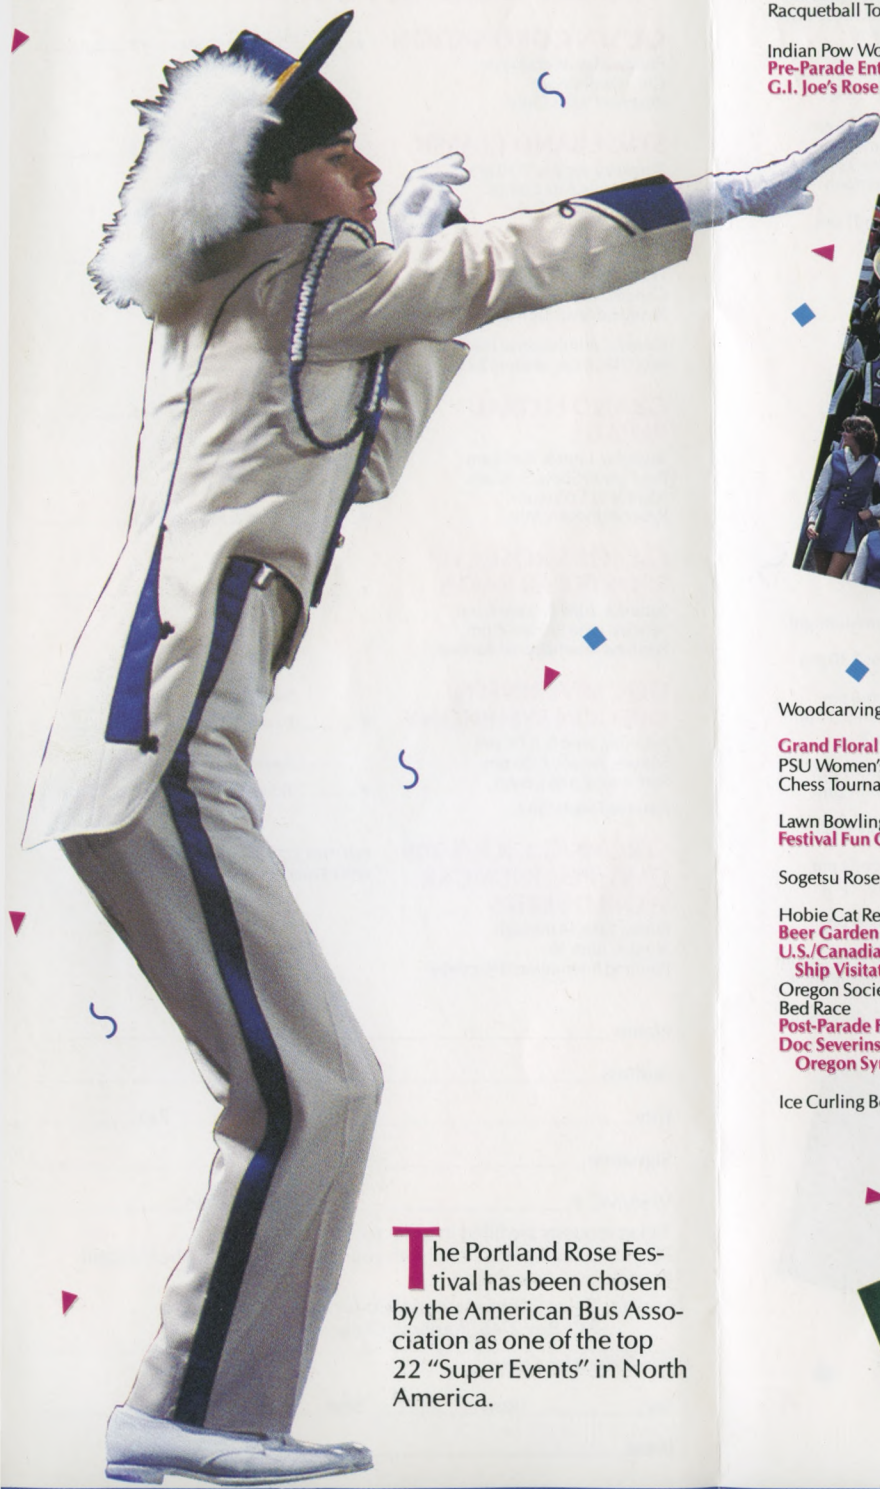 The Portland Rose Fes-
tival has been chosen
by the American Bus Asso-
ciation as one of the top
22 “Super Events” in North
America.
Racquetball To
Indian Pow Wo
Pre-Parade Ent
G.I. Joe's Rose
Woodcarving
Grand Floral
PSU Women'
Chess Tourna
Lawn Bowling
Festival Fun C
Sogetsu Rose
Hobie Cat Re
Beer Garden
U.S./Canadia
Ship Visitat
Oregon Socie
Bed Race
Post-Parade F
Doc Severins
Oregon Sy
Ice Curling B